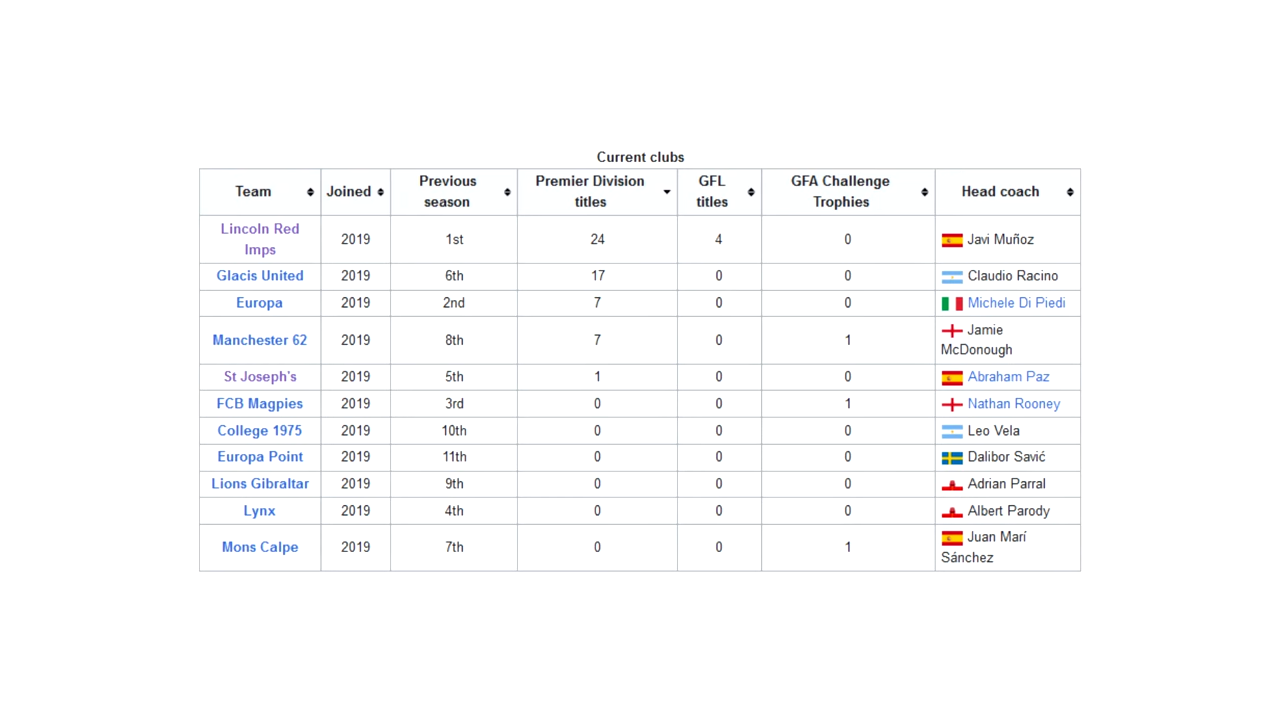 Current clubs
Team Joined Previous season Premier Division titles GFL titles GFA Challenge Trophies Head coach
Lincoln Red Imps 2019 1st 24 4 0 Javi Muñoz
Glacis United 2019 6th 17 0 0 Claudio Racino
Europa 2019 2nd 7 0 0 Michele Di Piedi
Manchester 62 2019 8th 7 0 1 Jamie McDonough
St Joseph's 2019 5th 1 0 0 Abraham Paz
FCB Magpies 2019 3rd 0 0 1 Nathan Rooney
College 1975 2019 10th 0 0 0 Leo Vela
Europa Point 2019 11th 0 0 0 Dalibor Savić
Lions Gibraltar 2019 9th 0 0 0 Adrian Parral
Lynx 2019 4th 0 0 0 Albert Parody
Mons Calpe 2019 7th 0 0 1 Juan Marí Sánchez